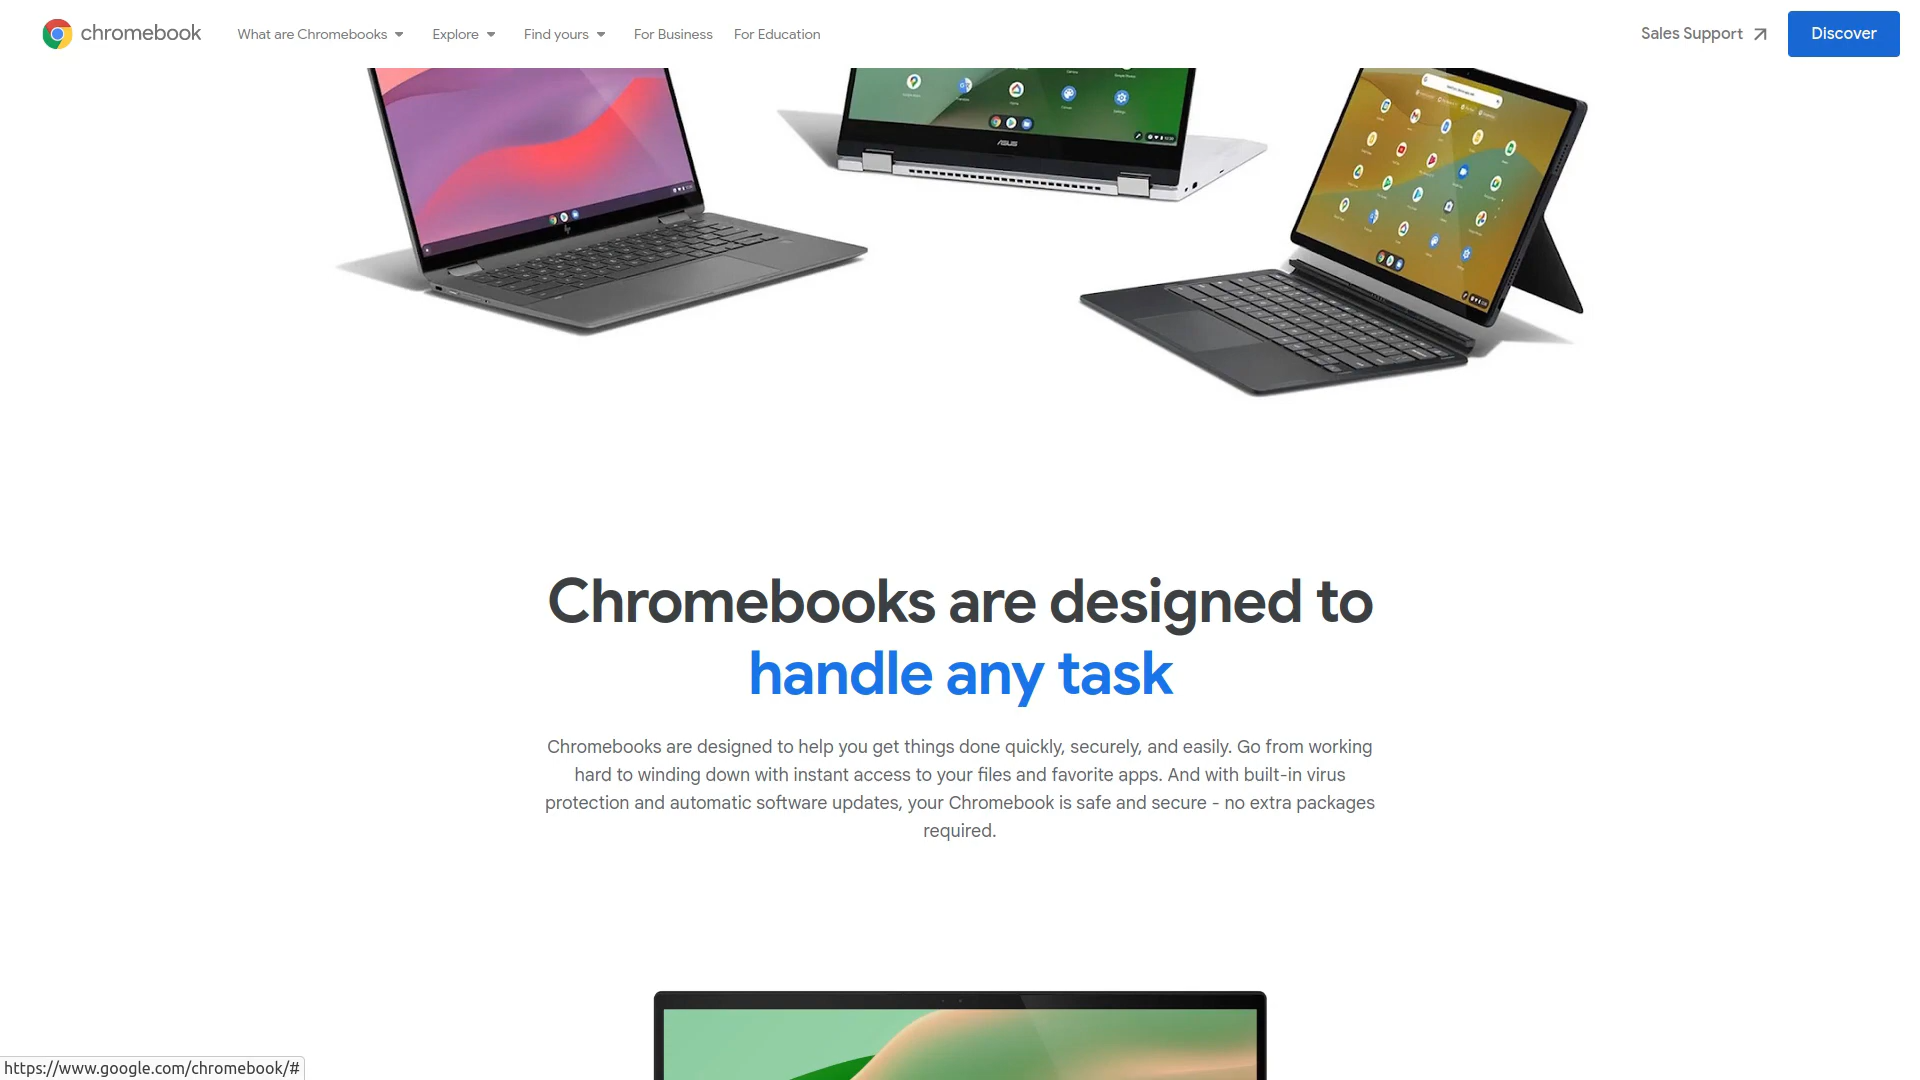 chromebook
What are Chromebooks
Explore
Find yours
For Business
For Education
Sales Support
Discover
ASUS
hp
Chromebooks are designed to
handle any task
Chromebooks are designed to help you get things done quickly, securely, and easily. Go from working
hard to winding down with instant access to your files and favorite apps. And with built-in virus
protection and automatic software updates, your Chromebook is safe and secure - no extra packages
required.
https://www.google.com/chromebook/#